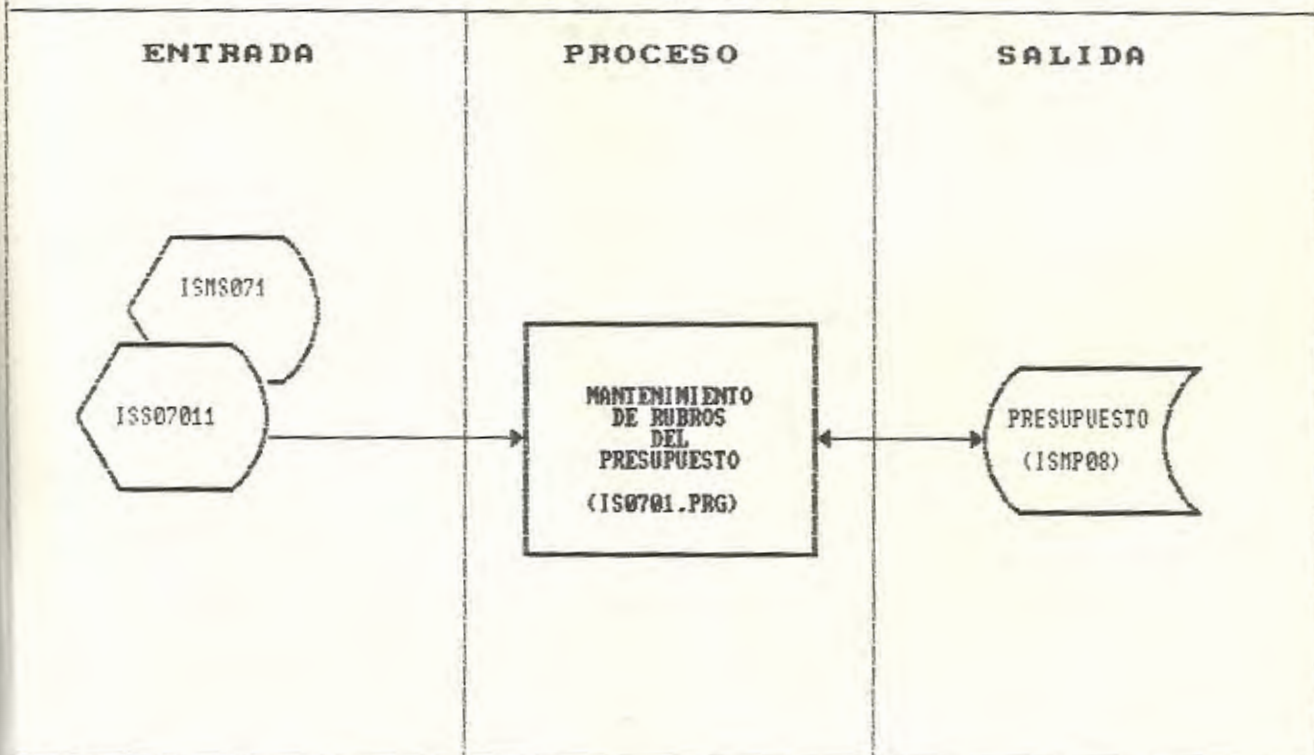 ENTRADA
PROCESO
SALIDA
ISMS071
ISS07011
MANTENIMIENTO
DE RUBROS
DEL
PRESUPUESTO
(IS0701.PRG)
PRESUPUESTO
(ISMP08)